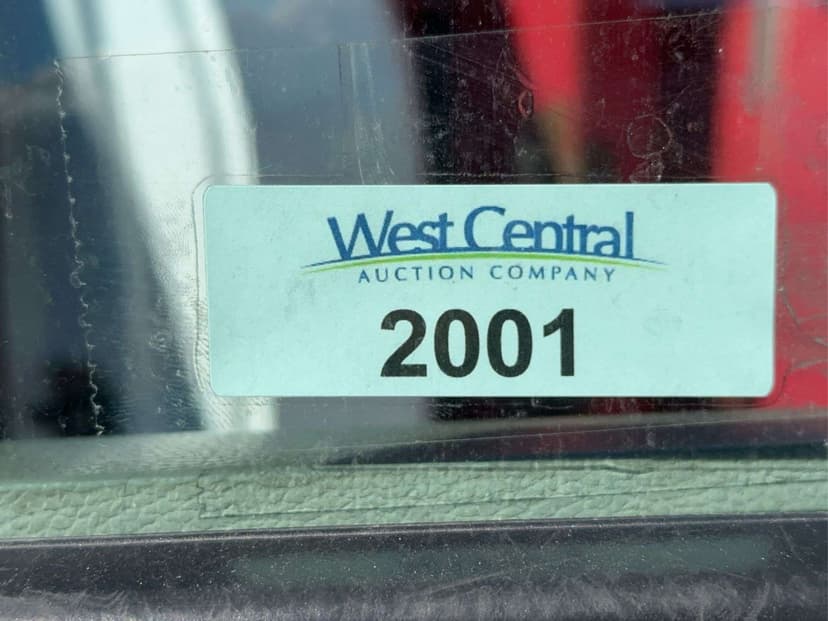 West Central
AUCTION COMPANY
2001